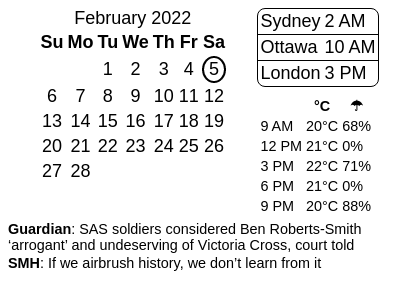 February 2022
Su Mo Tu We Th Fr Sa
1 2 3 4 5
6 7 8 9 10 11 12
13 14 15 16 17 18 19
20 21 22 23 24 25 26
27 28
Sydney 2 AM
Ottawa 10 AM
London 3 PM
°C ☂
9 AM 20°C 68%
12 PM 21°C 0%
3 PM 22°C 71%
6 PM 21°C 0%
9 PM 20°C 88%
Guardian: SAS soldiers considered Ben Roberts-Smith
‘arrogant’ and undeserving of Victoria Cross, court told
SMH: If we airbrush history, we don’t learn from it